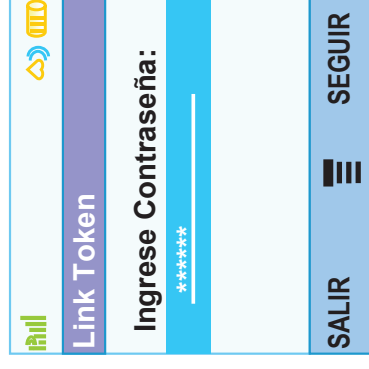 Link Token
Ingrese Contraseña:
******
SALIR SEGUIR